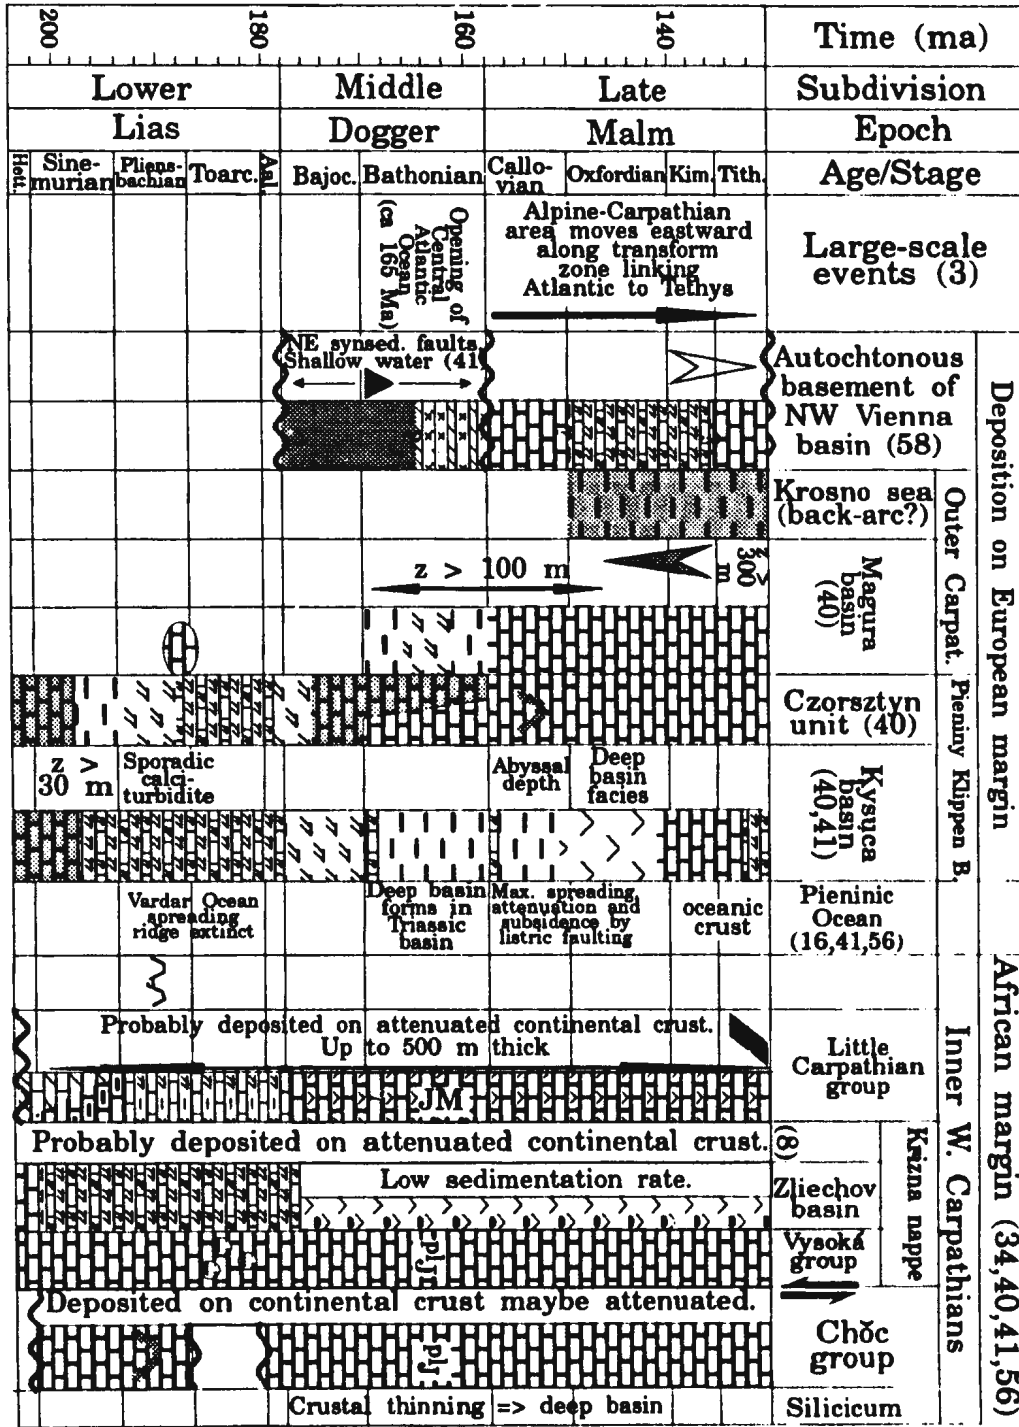 200
180
160
140
Time (ma)
Lower
Middle
Late
Subdivision
Lias
Dogger
Malm
Epoch
Hett.
Sine-
murian
Pliens-
bachian
Toarc.
Aal.
Bajoc.
Bathonian
Callo-
vian
Oxfordian
Kim.
Tith.
Age/Stage
Opening of
Central
Atlantic
Ocean
(ca 165 Ma)
Alpine-Carpathian
area moves eastward
along transform
zone linking
Atlantic to Tethys
Large-scale
events (3)
NE synsed. faults
Shallow water (41)
Autochtonous
basement of
NW Vienna
basin (58)
Krosno sea
(back-arc?)
z > 100 m
z >
300
m
Magura
basin
(40)
Outer Carpat.
Czorsztyn
unit (40)
z >
30 m
Sporadic
calci-
turbidite
Abyssal
depth
Deep
basin
facies
Kysuca
basin
(40,41)
Pieniny Klippen B.
Deposition on European margin
Vardar Ocean
spreading
ridge extinct
Deep basin
forms in
Triassic
basin
Max. spreading,
attenuation and
subsidence by
listric faulting
oceanic
crust
Pieninic
Ocean
(16,41,56)
Probably deposited on attenuated continental crust.
Up to 500 m thick
Little
Carpathian
group
JM
Probably deposited on attenuated continental crust.
(8)
Low sedimentation rate.
Zliechov
basin
Vysoká
group
Krizna nappe
plJr
Deposited on continental crust maybe attenuated.
plJ
Chŏc
group
Crustal thinning => deep basin
Silicicum
Inner W. Carpathians
African margin (34,40,41,56)